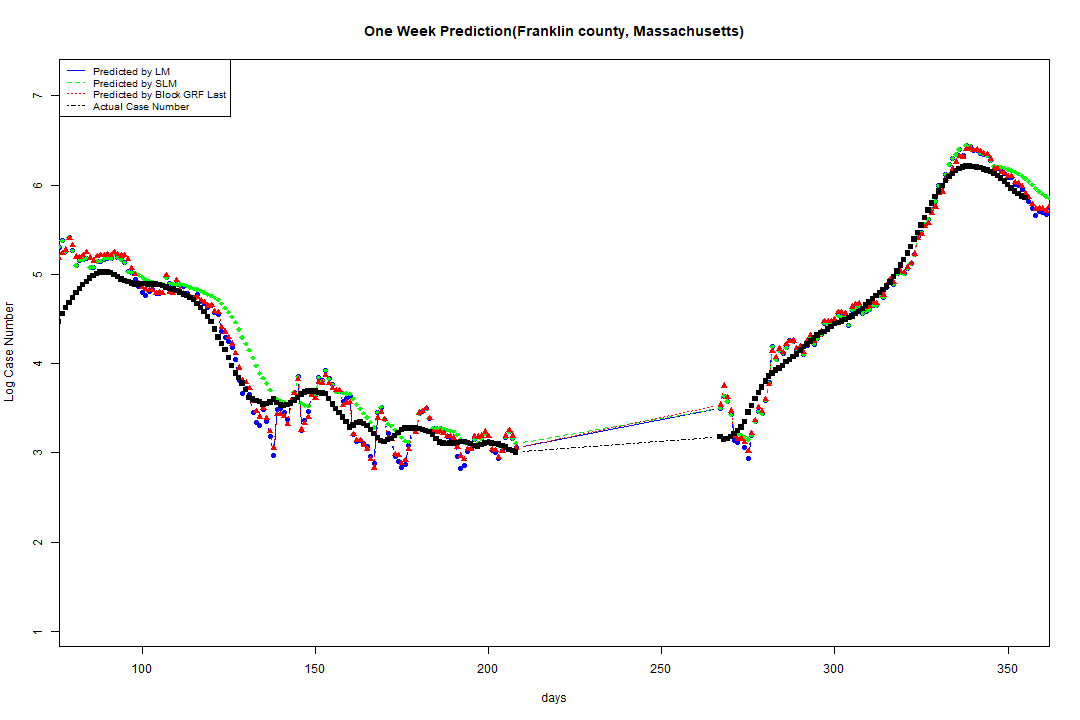 One Week Prediction(Franklin county, Massachusetts)
Predicted by LM
Predicted by SLM
Predicted by Block GRF Last
Actual Case Number
7
6
5
4
3
2
1
Log Case Number
100 150 200 250 300 350
days